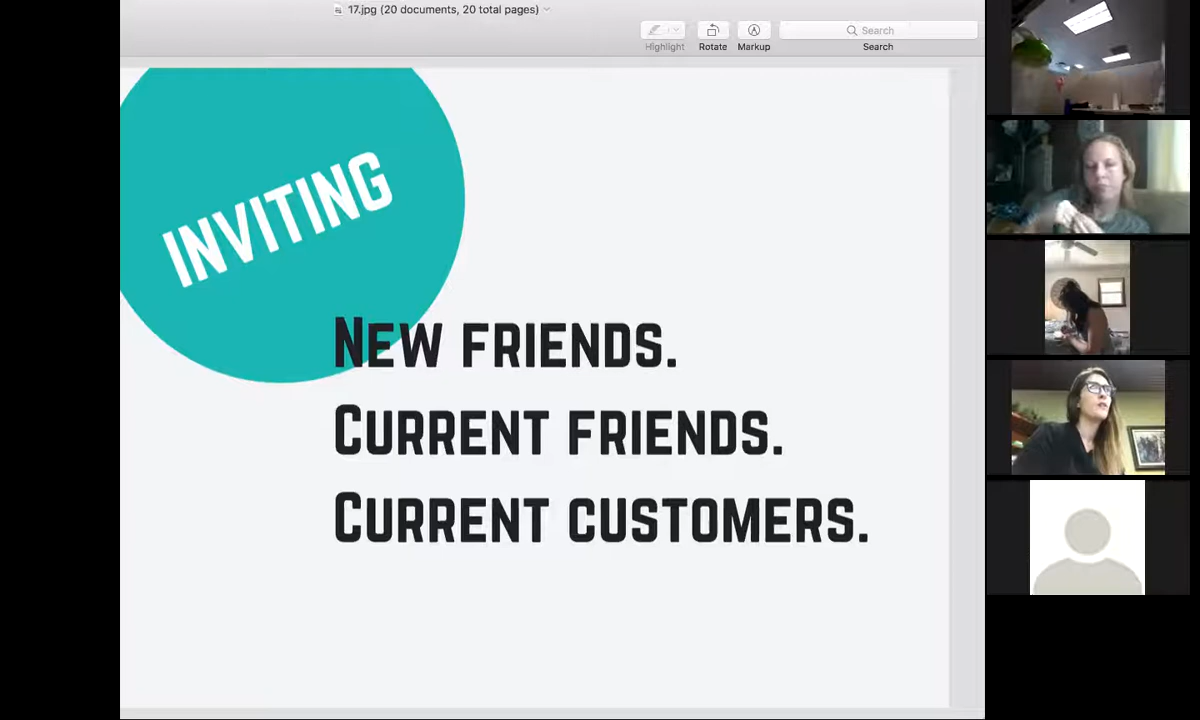 17.jpg (20 documents, 20 total pages)
Search
Highlight
Rotate
Markup
Search
INVITING
NEW FRIENDS.
CURRENT FRIENDS.
CURRENT CUSTOMERS.